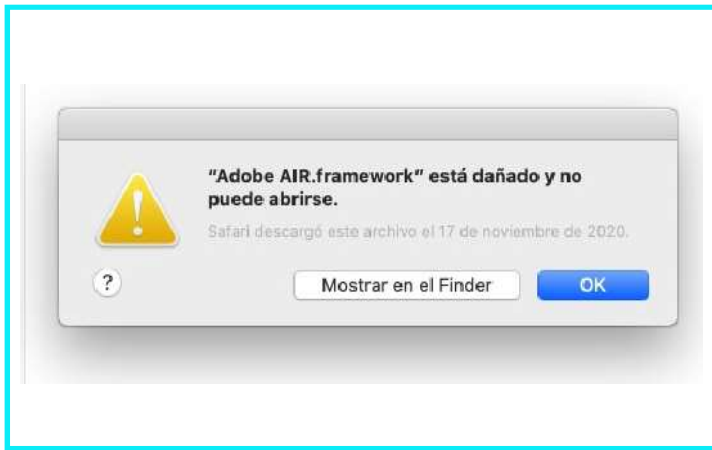 "Adobe AIR.framework" está dañado y no
puede abrirse.
Safari descargó este archivo el 17 de noviembre de 2020.
?
Mostrar en el Finder
OK